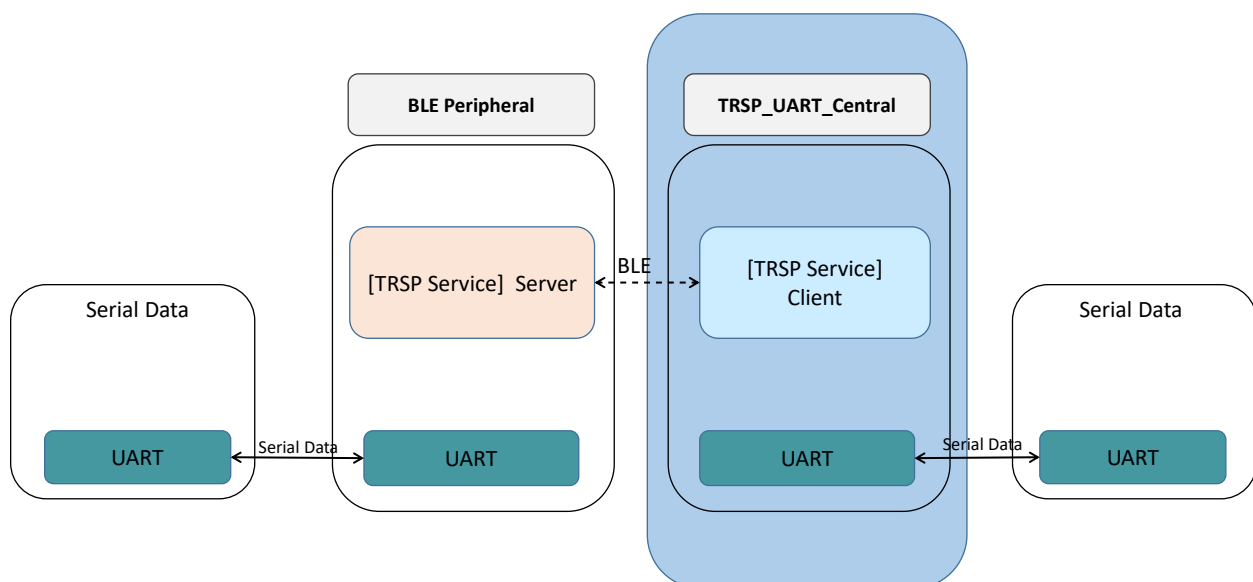 BLE Peripheral
TRSP_UART_Central
[TRSP Service]  Server
BLE
[TRSP Service]
Client
Serial Data
Serial Data
UART
Serial Data
UART
UART
Serial Data
UART